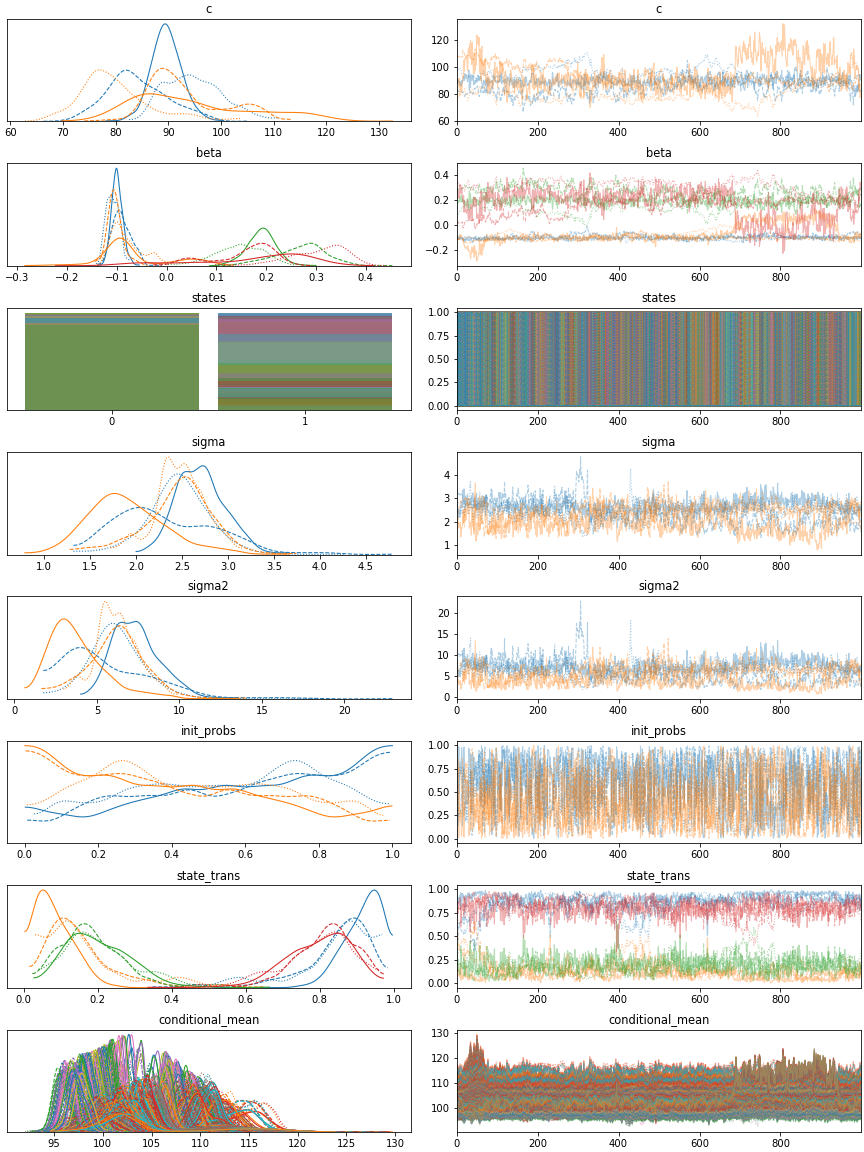 c
c
60 70 80 90 100 110 120 130
120
100
80
60
0 200 400 600 800
beta
beta
−0.3 −0.2 −0.1 0.0 0.1 0.2 0.3 0.4
0.4
0.2
0.0
−0.2
0 200 400 600 800
states
states
0 1
1.00
0.75
0.50
0.25
0.00
0 200 400 600 800
sigma
sigma
1.0 1.5 2.0 2.5 3.0 3.5 4.0 4.5
4
3
2
1
0 200 400 600 800
sigma2
sigma2
0 5 10 15 20
20
15
10
5
0
0 200 400 600 800
init_probs
init_probs
0.0 0.2 0.4 0.6 0.8 1.0
1.00
0.75
0.50
0.25
0.00
0 200 400 600 800
state_trans
state_trans
0.0 0.2 0.4 0.6 0.8 1.0
1.00
0.75
0.50
0.25
0.00
0 200 400 600 800
conditional_mean
conditional_mean
95 100 105 110 115 120 125 130
130
120
110
100
0 200 400 600 800